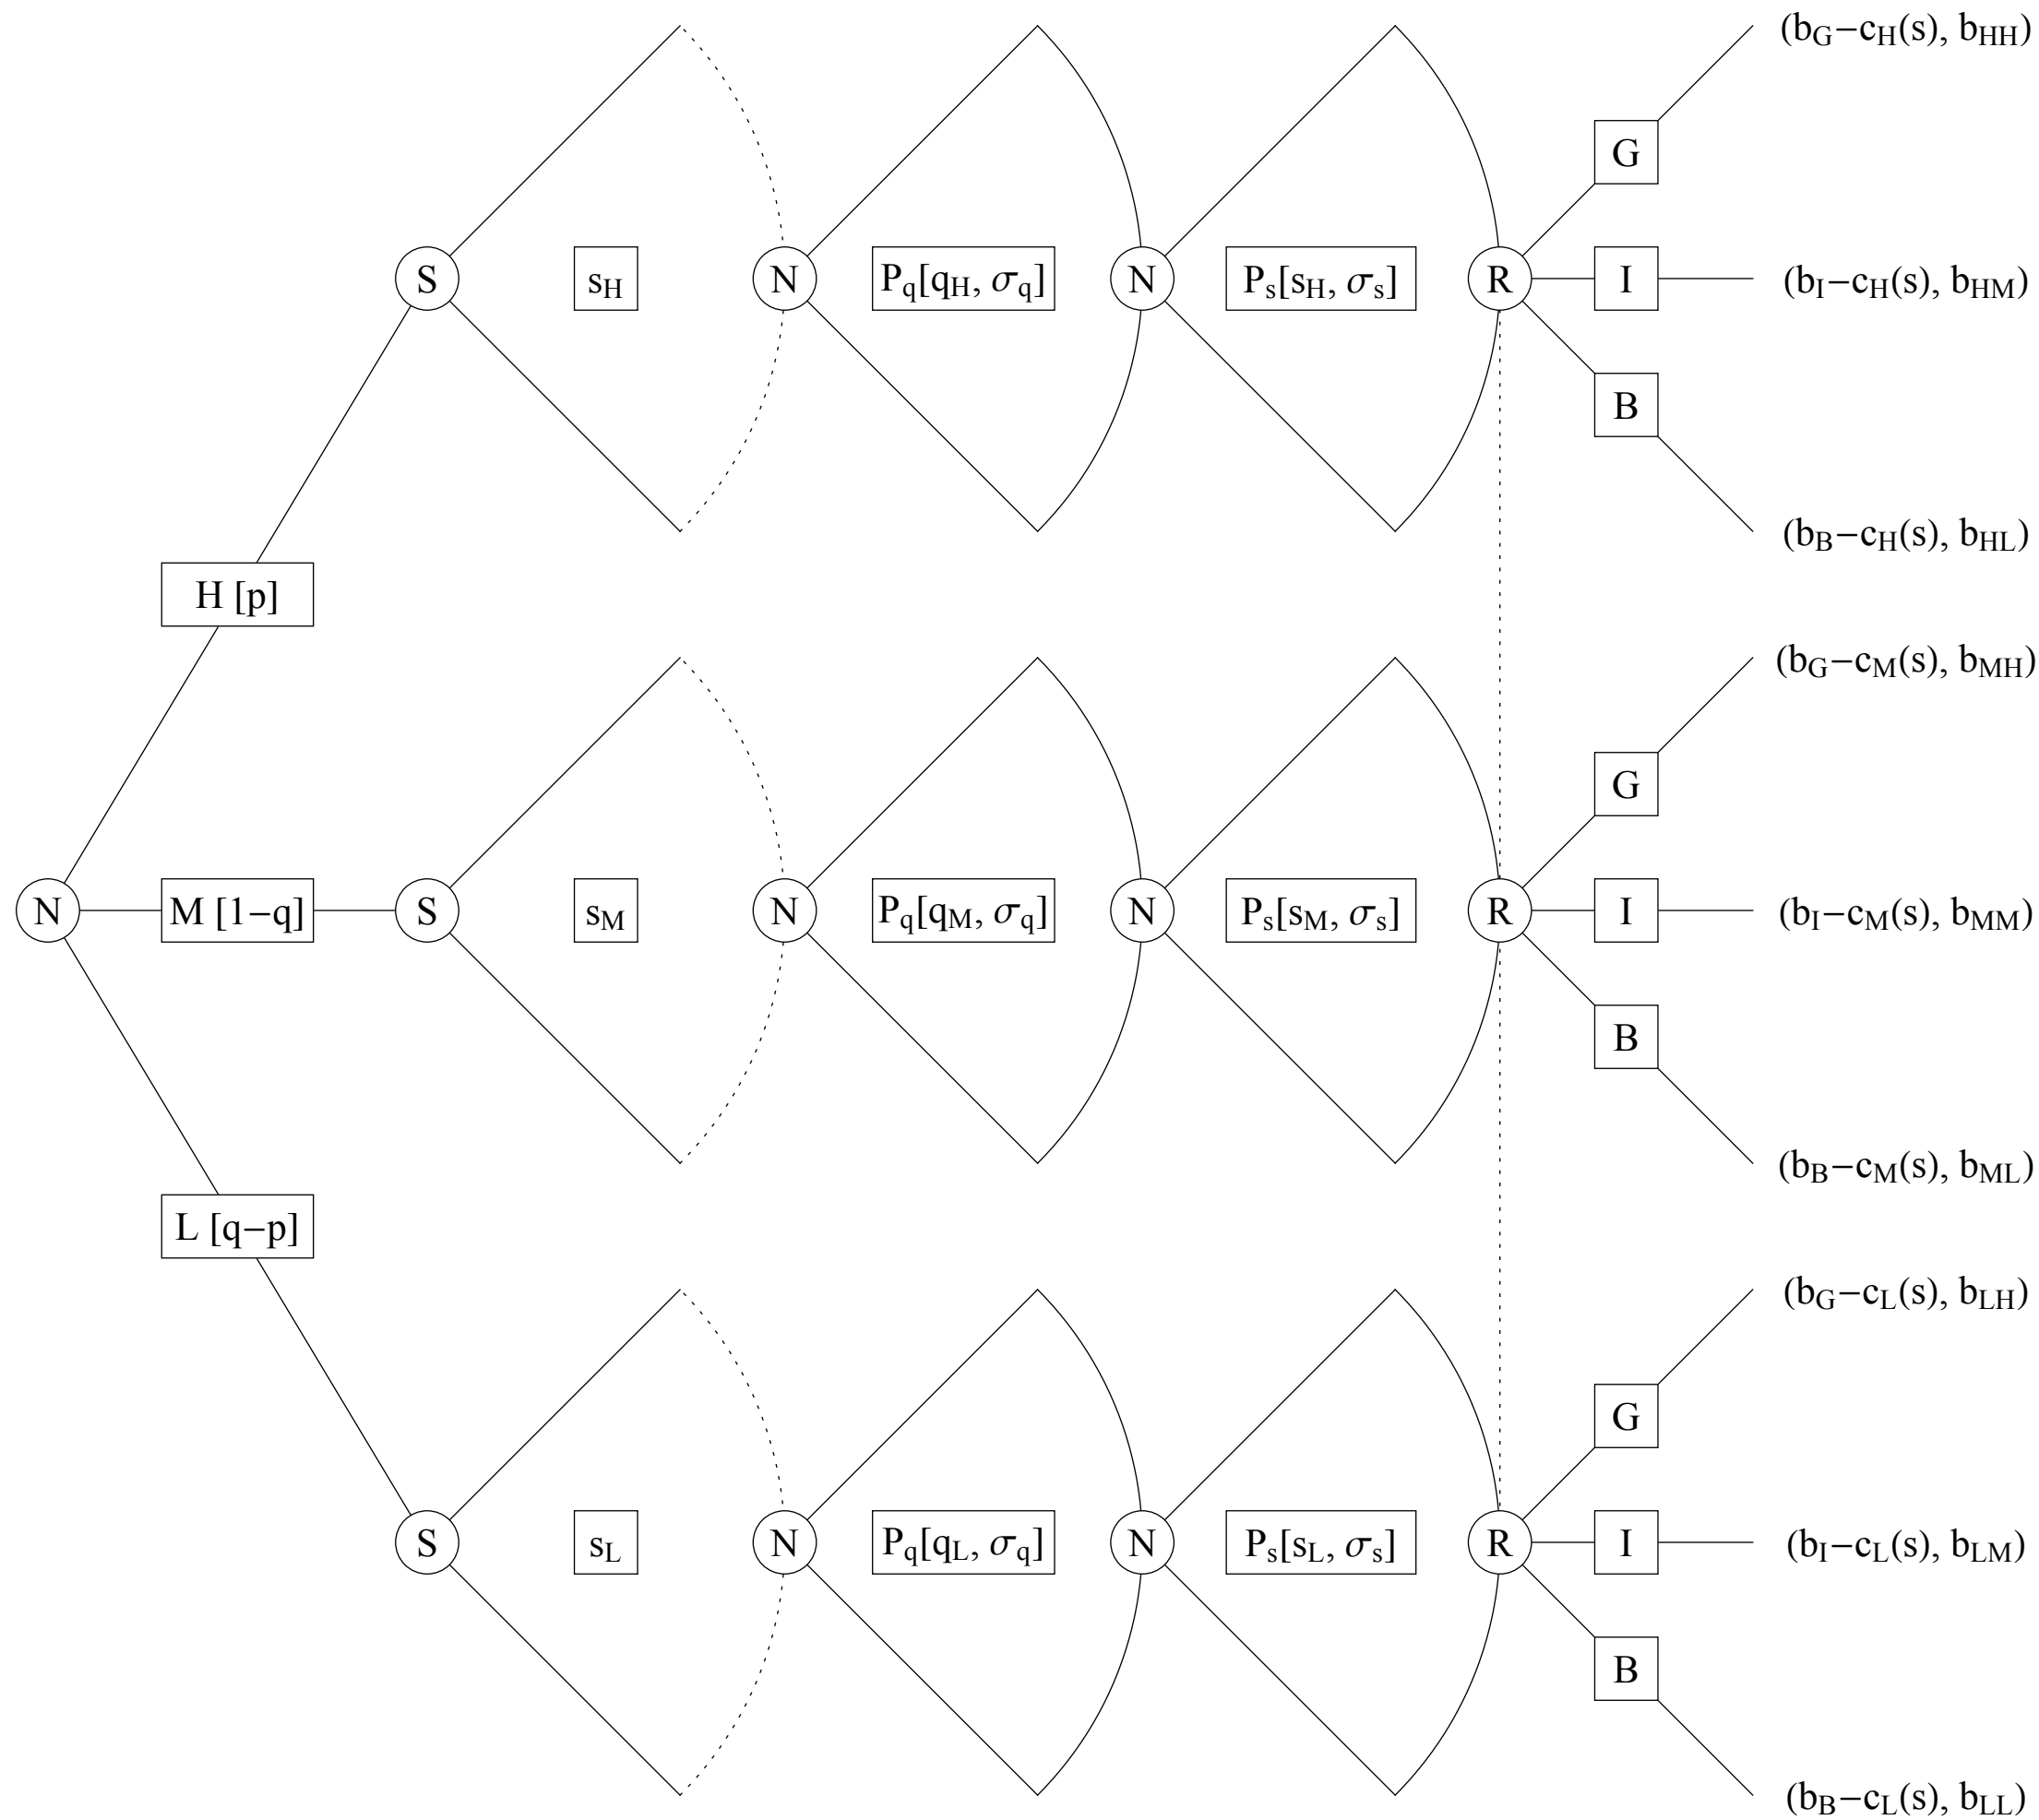 (b_G−c_H(s), b_HH)
G
S s_H N P_q[q_H, σ_q] N P_s[s_H, σ_s] R I (b_I−c_H(s), b_HM)
B
(b_B−c_H(s), b_HL)
H [p]
(b_G−c_M(s), b_MH)
G
N M [1−q] S s_M N P_q[q_M, σ_q] N P_s[s_M, σ_s] R I (b_I−c_M(s), b_MM)
B
(b_B−c_M(s), b_ML)
L [q−p]
(b_G−c_L(s), b_LH)
G
S s_L N P_q[q_L, σ_q] N P_s[s_L, σ_s] R I (b_I−c_L(s), b_LM)
B
(b_B−c_L(s), b_LL)